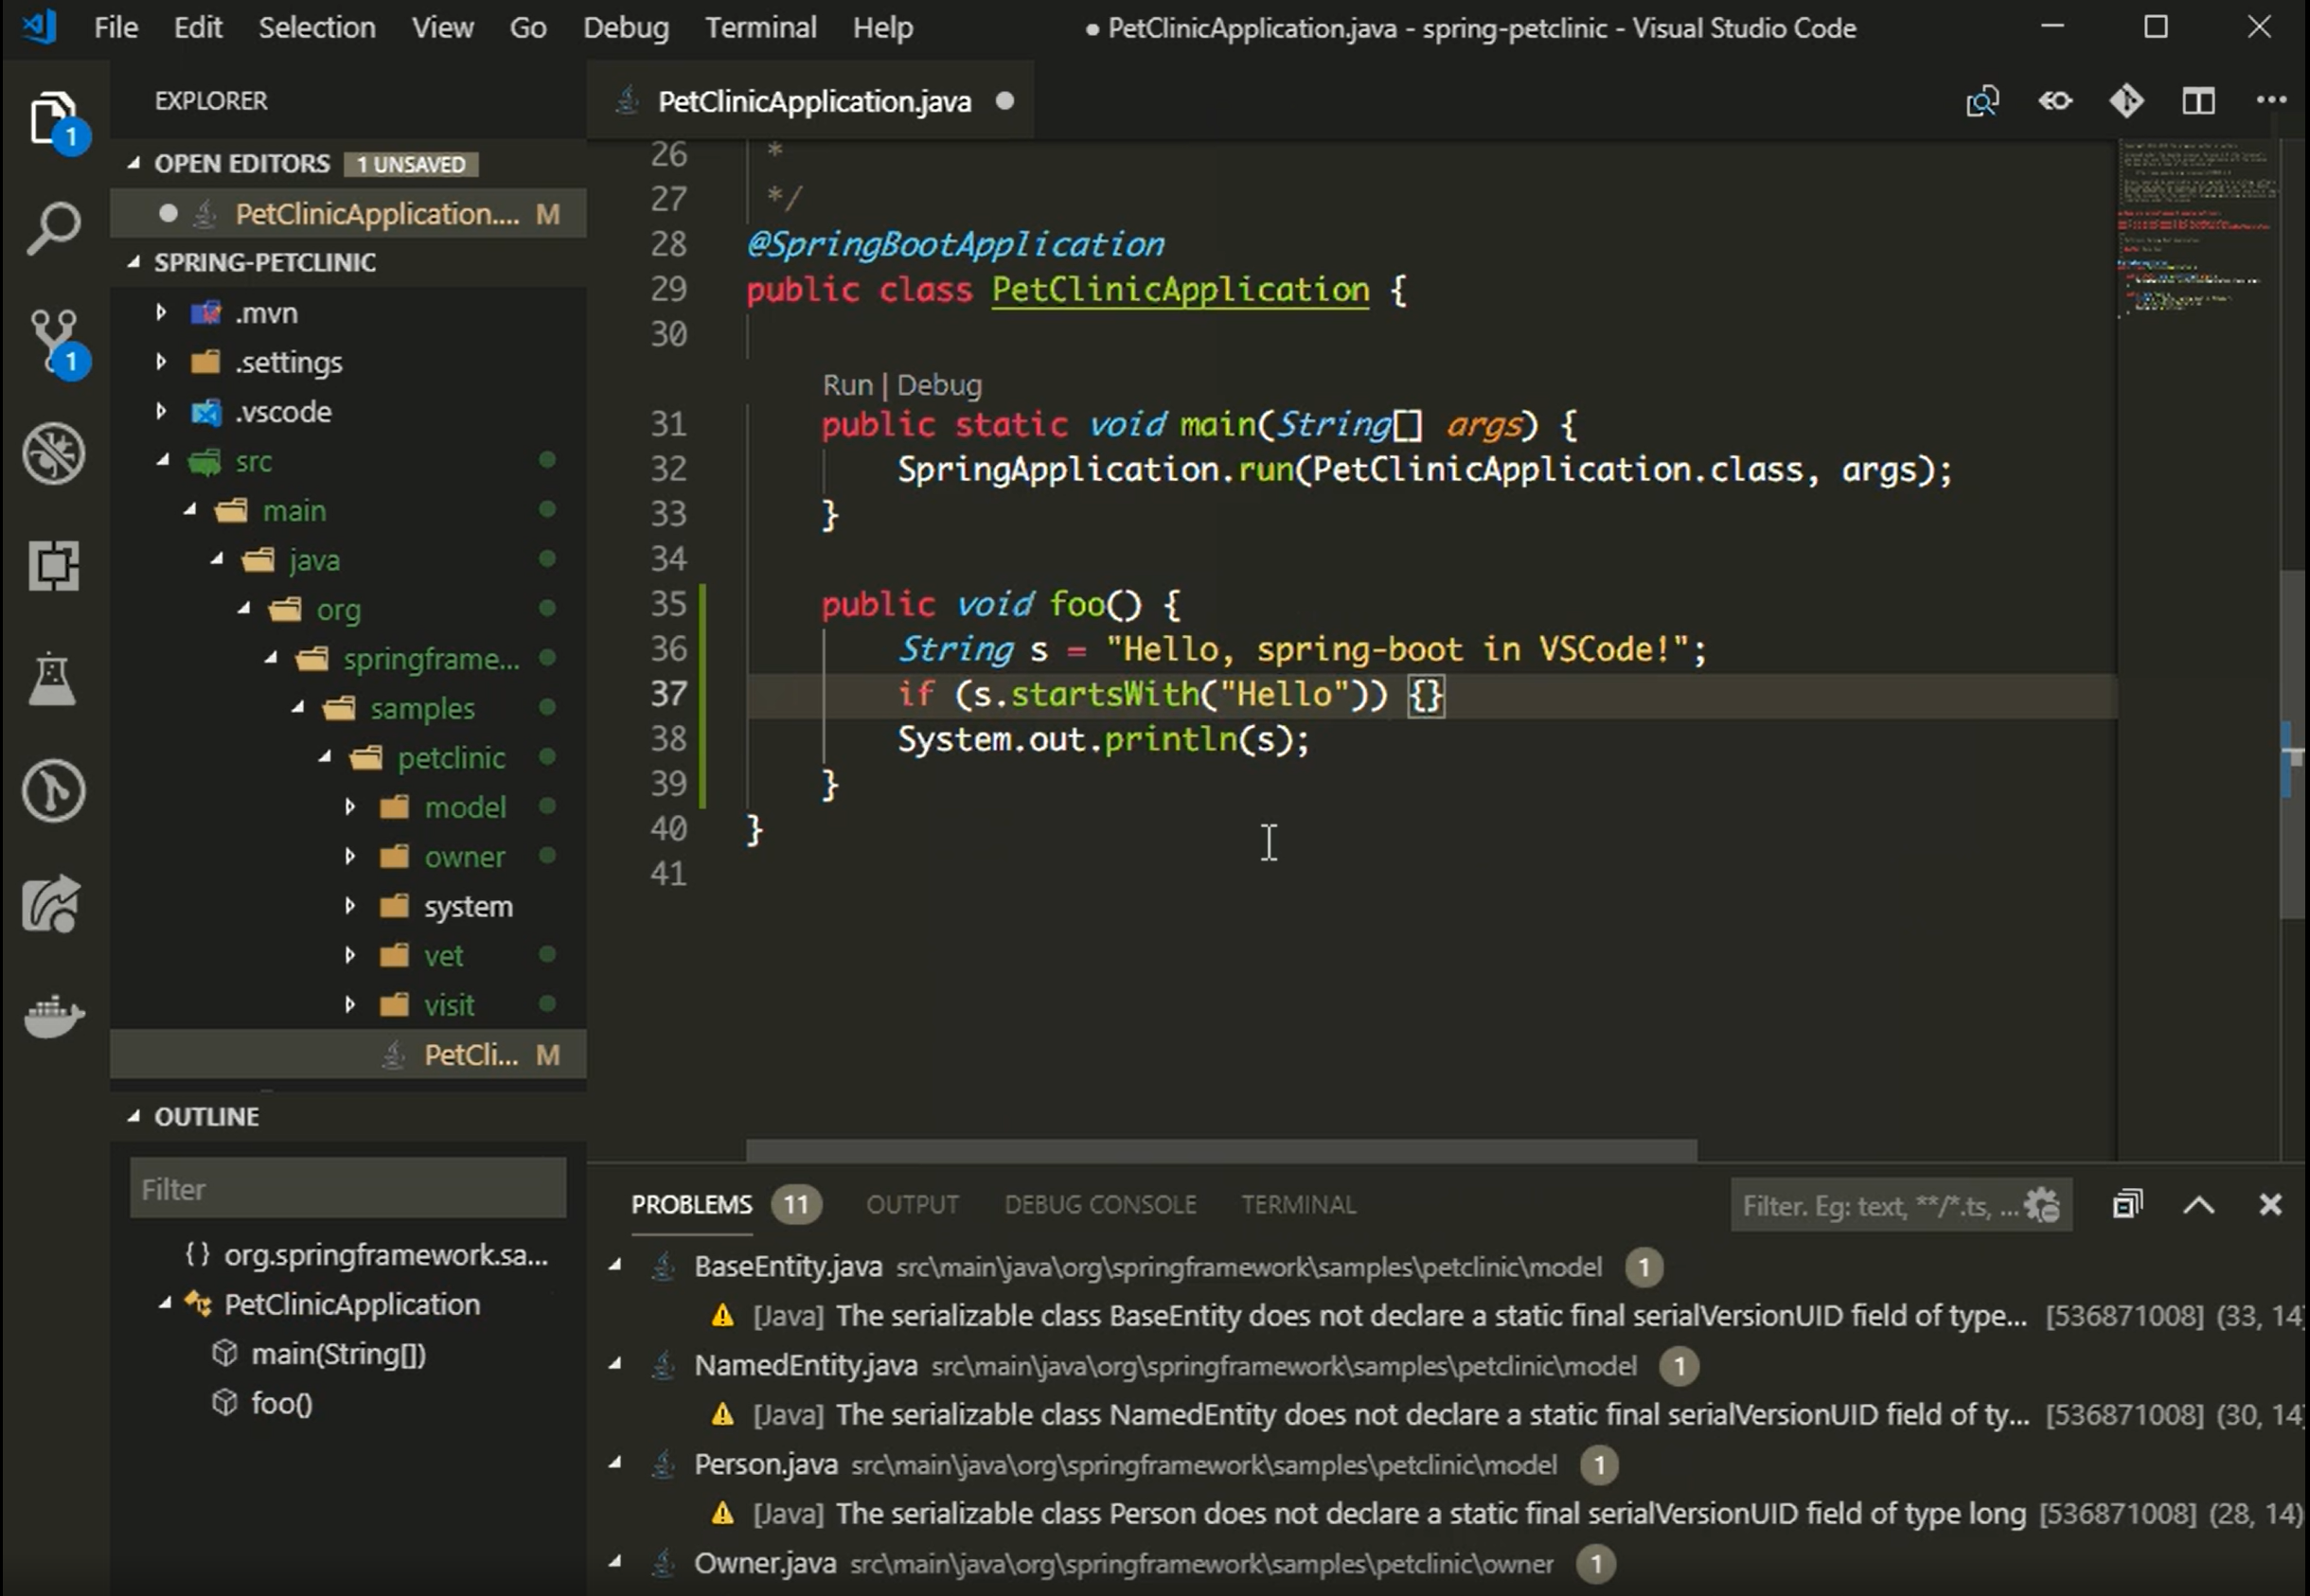 File Edit Selection View Go Debug Terminal Help
● PetClinicApplication.java - spring-petclinic - Visual Studio Code
EXPLORER
OPEN EDITORS 1 UNSAVED
PetClinicApplication.... M
SPRING-PETCLINIC
.mvn
.settings
.vscode
src
main
java
org
springframe...
samples
petclinic
model
owner
system
vet
visit
PetCli... M
OUTLINE
Filter
{} org.springframework.sa...
PetClinicApplication
main(String[])
foo()
1
1
PetClinicApplication.java
26 *
27 */
28 @SpringBootApplication
29 public class PetClinicApplication {
30
Run | Debug
31 public static void main(String[] args) {
32 SpringApplication.run(PetClinicApplication.class, args);
33 }
34
35 public void foo() {
36 String s = "Hello, spring-boot in VSCode!";
37 if (s.startsWith("Hello")) {}
38 System.out.println(s);
39 }
40 }
41
PROBLEMS 11 OUTPUT DEBUG CONSOLE TERMINAL
Filter. Eg: text, **/*.ts, ...
BaseEntity.java src\main\java\org\springframework\samples\petclinic\model 1
[Java] The serializable class BaseEntity does not declare a static final serialVersionUID field of type... [536871008] (33, 14)
NamedEntity.java src\main\java\org\springframework\samples\petclinic\model 1
[Java] The serializable class NamedEntity does not declare a static final serialVersionUID field of ty... [536871008] (30, 14)
Person.java src\main\java\org\springframework\samples\petclinic\model 1
[Java] The serializable class Person does not declare a static final serialVersionUID field of type long [536871008] (28, 14)
Owner.java src\main\java\org\springframework\samples\petclinic\owner 1